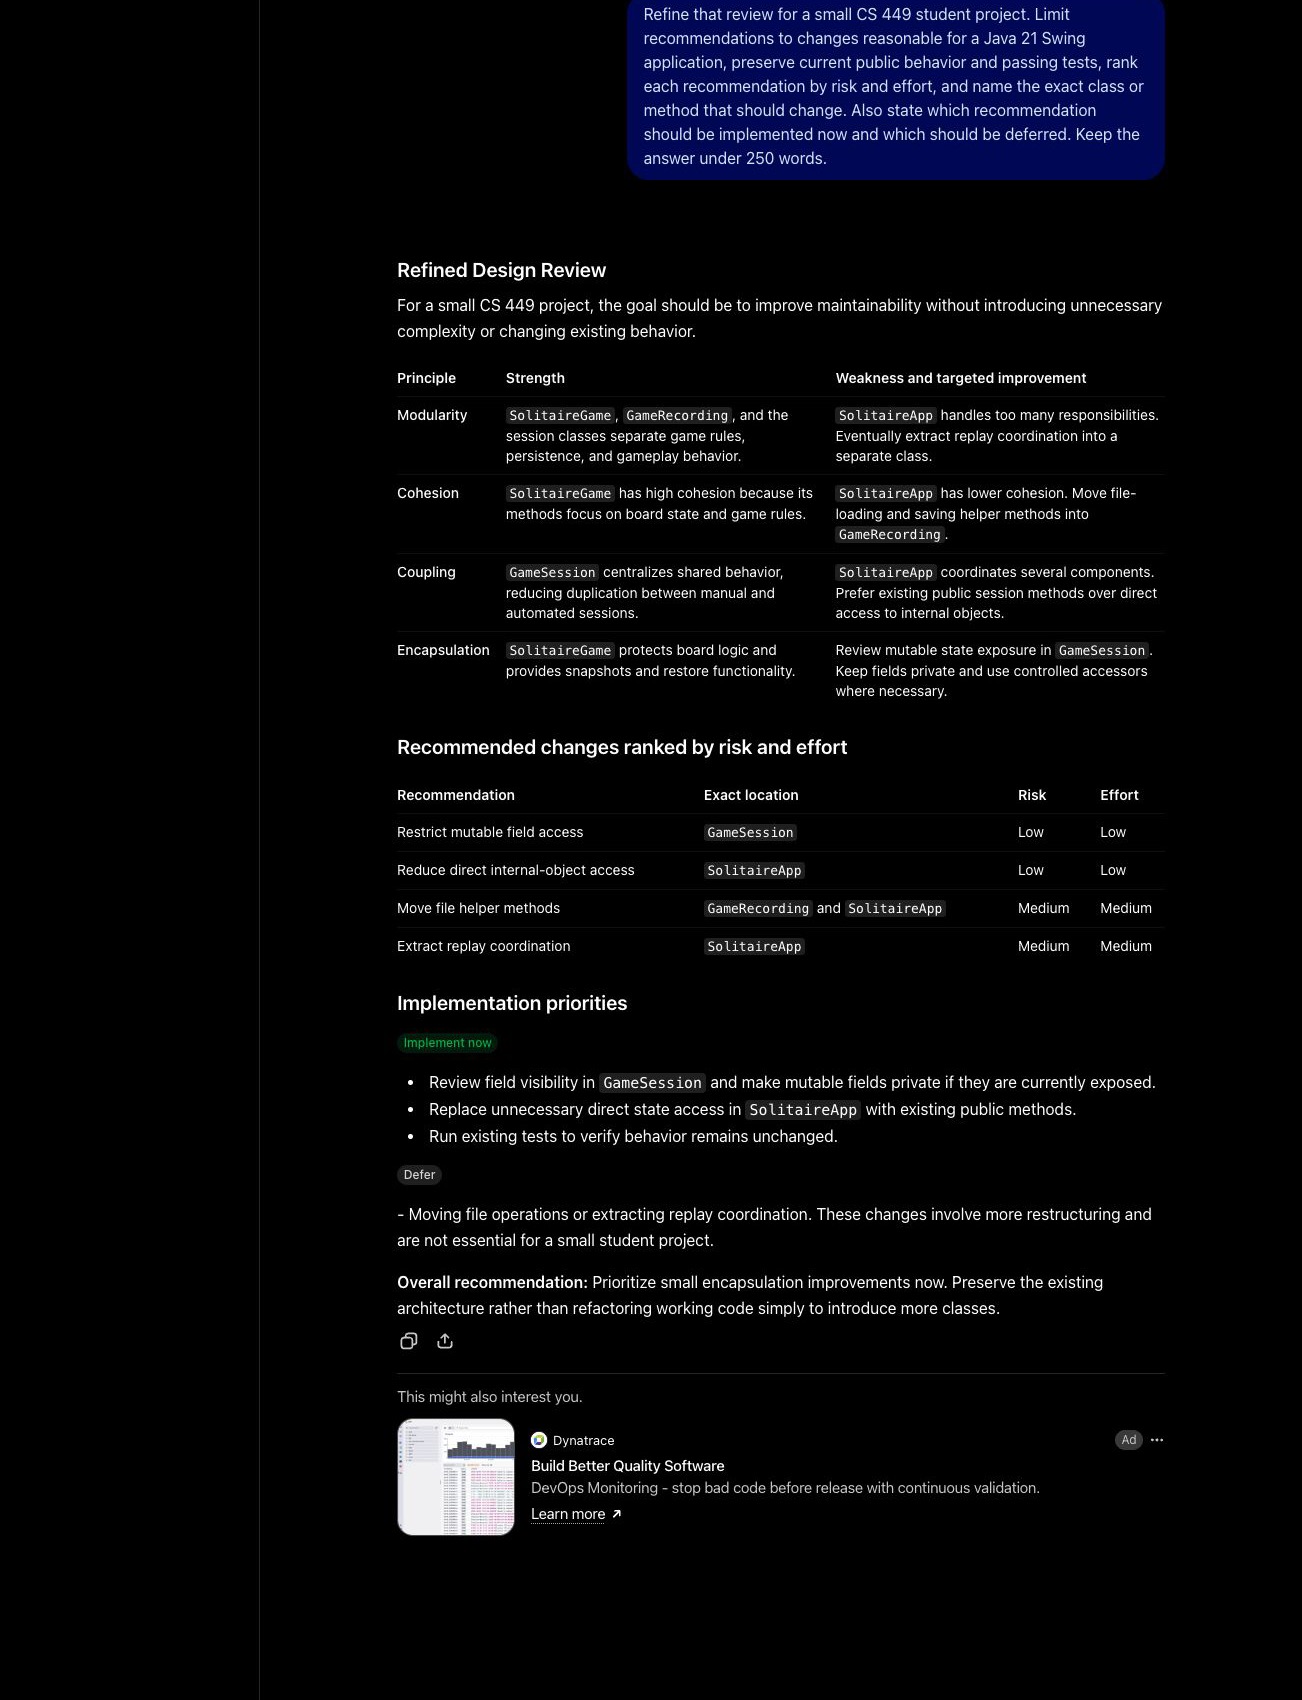 Refine that review for a small CS 449 student project. Limit
recommendations to changes reasonable for a Java 21 Swing
application, preserve current public behavior and passing tests, rank
each recommendation by risk and effort, and name the exact class or
method that should change. Also state which recommendation
should be implemented now and which should be deferred. Keep the
answer under 250 words.
Refined Design Review
For a small CS 449 project, the goal should be to improve maintainability without introducing unnecessary
complexity or changing existing behavior.
Principle Strength Weakness and targeted improvement
Modularity SolitaireGame, GameRecording, and the SolitaireApp handles too many responsibilities.
session classes separate game rules, Eventually extract replay coordination into a
persistence, and gameplay behavior. separate class.
Cohesion SolitaireGame has high cohesion because its SolitaireApp has lower cohesion. Move file-
methods focus on board state and game rules. loading and saving helper methods into
GameRecording.
Coupling GameSession centralizes shared behavior, SolitaireApp coordinates several components.
reducing duplication between manual and Prefer existing public session methods over direct
automated sessions. access to internal objects.
Encapsulation SolitaireGame protects board logic and Review mutable state exposure in GameSession.
provides snapshots and restore functionality. Keep fields private and use controlled accessors
where necessary.
Recommended changes ranked by risk and effort
Recommendation Exact location Risk Effort
Restrict mutable field access GameSession Low Low
Reduce direct internal-object access SolitaireApp Low Low
Move file helper methods GameRecording and SolitaireApp Medium Medium
Extract replay coordination SolitaireApp Medium Medium
Implementation priorities
Implement now
• Review field visibility in GameSession and make mutable fields private if they are currently exposed.
• Replace unnecessary direct state access in SolitaireApp with existing public methods.
• Run existing tests to verify behavior remains unchanged.
Defer
- Moving file operations or extracting replay coordination. These changes involve more restructuring and
are not essential for a small student project.
Overall recommendation: Prioritize small encapsulation improvements now. Preserve the existing
architecture rather than refactoring working code simply to introduce more classes.
This might also interest you.
Dynatrace Ad
Build Better Quality Software
DevOps Monitoring - stop bad code before release with continuous validation.
Learn more